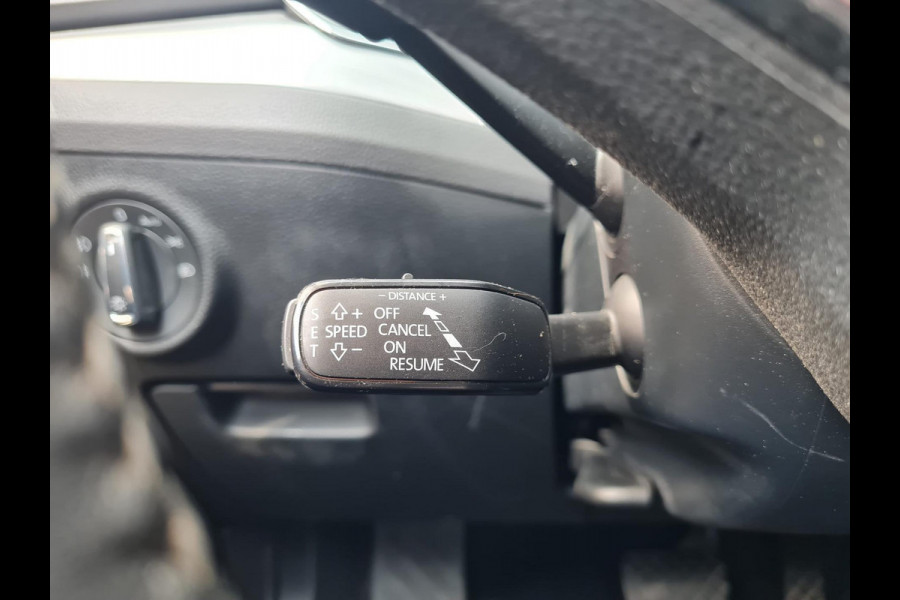 - DISTANCE +
S + OFF
E SPEED CANCEL
T - ON
RESUME